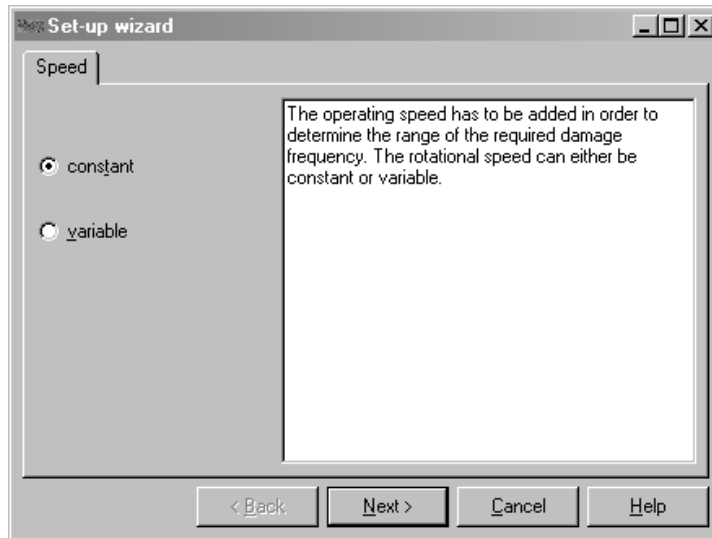 Set-up wizard
Speed
constant
variable
The operating speed has to be added in order to
determine the range of the required damage
frequency. The rotational speed can either be
constant or variable.
< Back
Next >
Cancel
Help